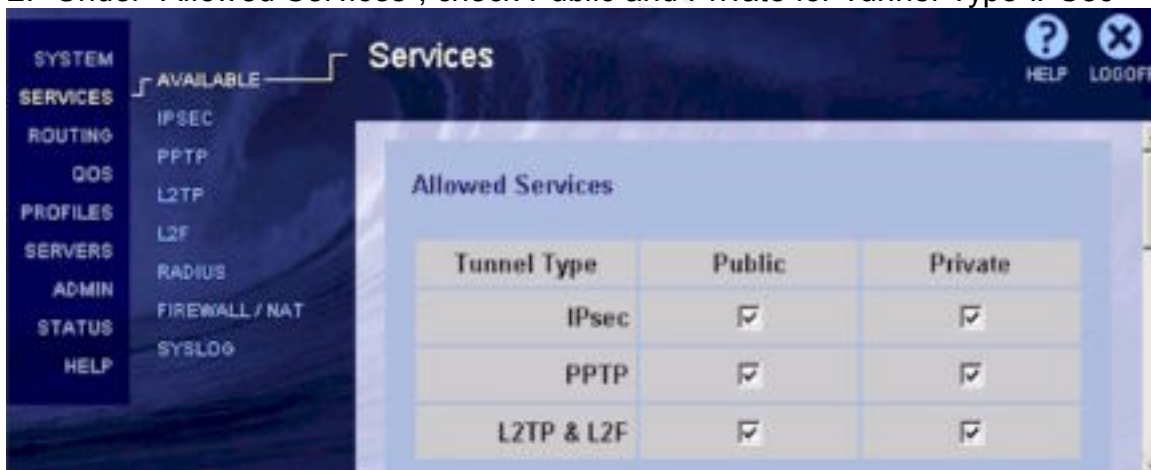 2. Under "Allowed Services", check Public and Private for Tunnel Type IPSec
SYSTEM
SERVICES
ROUTING
QOS
PROFILES
SERVERS
ADMIN
STATUS
HELP
AVAILABLE
IPSEC
PPTP
L2TP
L2F
RADIUS
FIREWALL / NAT
SYSLOG
Services
HELP LOGOFF
Allowed Services
Tunnel Type Public Private
IPsec
PPTP
L2TP & L2F